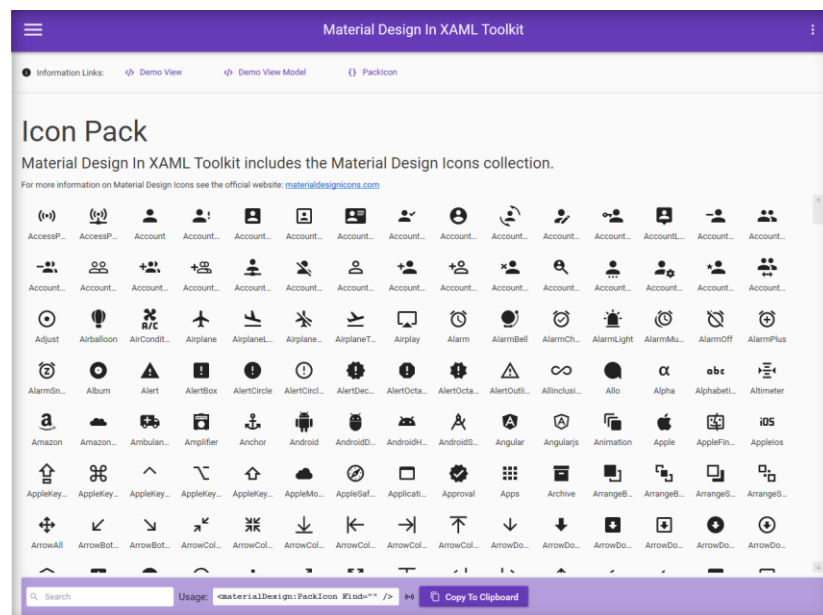 Material Design In XAML Toolkit
Information Links: Demo View Demo View Model {} PackIcon
Icon Pack
Material Design In XAML Toolkit includes the Material Design Icons collection.
For more information on Material Design Icons see the official website: materialdesignicons.com
AccessP... AccessP... Account Account... Account... Account... Account... Account... Account... Account... Account... Account... AccountL... Account... Account...
Account... Account... Account... Account... Account... Account... Account... Account... Account... Account... Account... Account... Account... Account... Account...
A/C
Adjust Airballoon AirCondit... Airplane AirplaneL... Airplane... AirplaneT... Airplay Alarm AlarmBell AlarmCh... AlarmLight AlarmMu... AlarmOff AlarmPlus
α abc
AlarmSn... Album Alert AlertBox AlertCircle AlertCircl... AlertDec... AlertOcta... AlertOcta... AlertOutli... AllInclusi... Allo Alpha Alphabeti... Altimeter
iOS
Amazon Amazon... Ambulan... Amplifier Anchor Android AndroidD... AndroidH... AndroidS... Angular Angularjs Animation Apple AppleFin... AppleIos
AppleKey... AppleKey... AppleKey... AppleKey... AppleKey... AppleMo... AppleSaf... Applicati... Approval Apps Archive ArrangeB... ArrangeB... ArrangeS... ArrangeS...
ArrowAll ArrowBot... ArrowBot... ArrowCol... ArrowCol... ArrowCol... ArrowCol... ArrowCol... ArrowCol... ArrowDo... ArrowDo... ArrowDo... ArrowDo... ArrowDo... ArrowDo...
Search Usage: <materialDesign:PackIcon Kind="" /> Copy To Clipboard